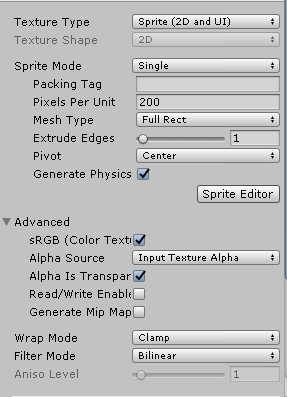 Texture Type Sprite (2D and UI)
Texture Shape 2D
Sprite Mode Single
Packing Tag
Pixels Per Unit 200
Mesh Type Full Rect
Extrude Edges 1
Pivot Center
Generate Physics
Sprite Editor
Advanced
sRGB (Color Textu
Alpha Source Input Texture Alpha
Alpha Is Transpar
Read/Write Enable
Generate Mip Map
Wrap Mode Clamp
Filter Mode Bilinear
Aniso Level 1